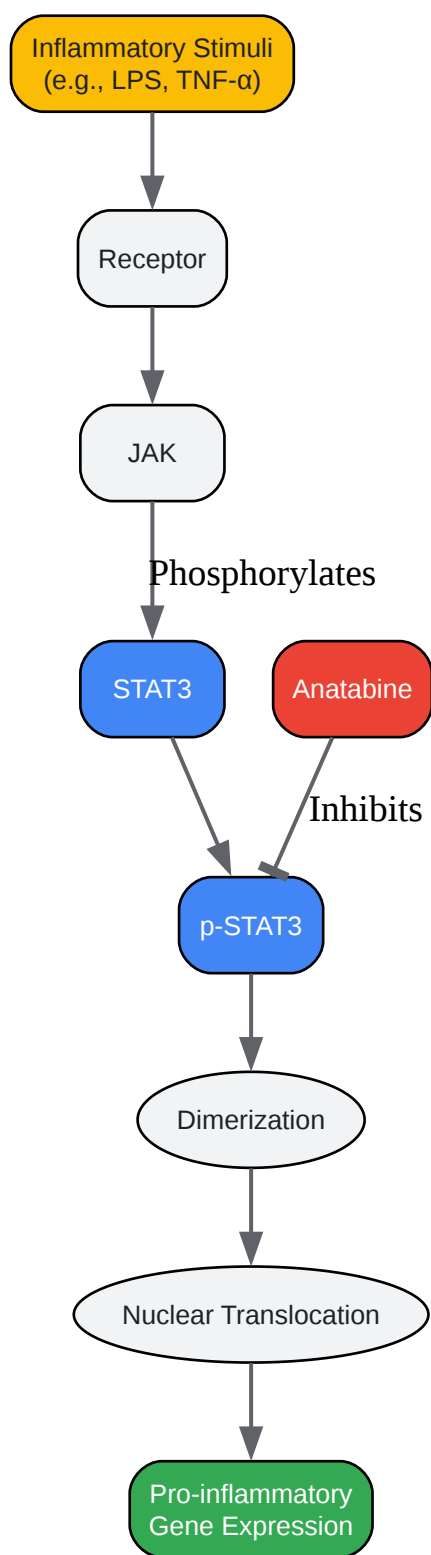 Inflammatory Stimuli
(e.g., LPS, TNF-α)
Receptor
JAK
Phosphorylates
STAT3
Anatabine
Inhibits
p-STAT3
Dimerization
Nuclear Translocation
Pro-inflammatory
Gene Expression